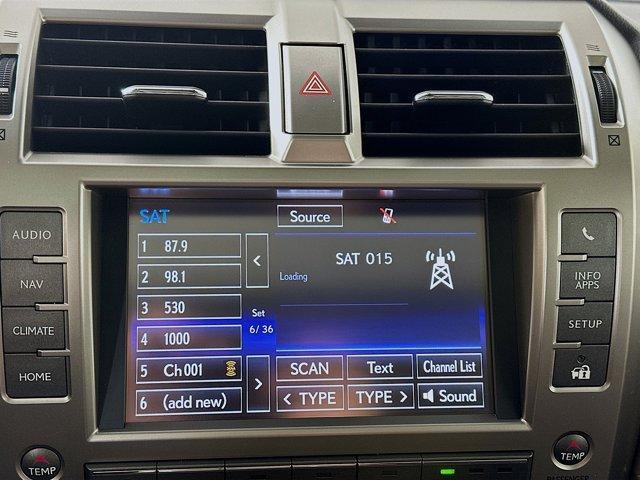 SAT
Source
AUDIO
NAV
CLIMATE
HOME
1 87.9
2 98.1
3 530
4 1000
5 Ch001
6 (add new)
<
Set
6/36
>
SAT 015
Loading
SCAN
Text
Channel List
< TYPE
TYPE >
Sound
INFO
APPS
SETUP
TEMP
TEMP
PASSENGER